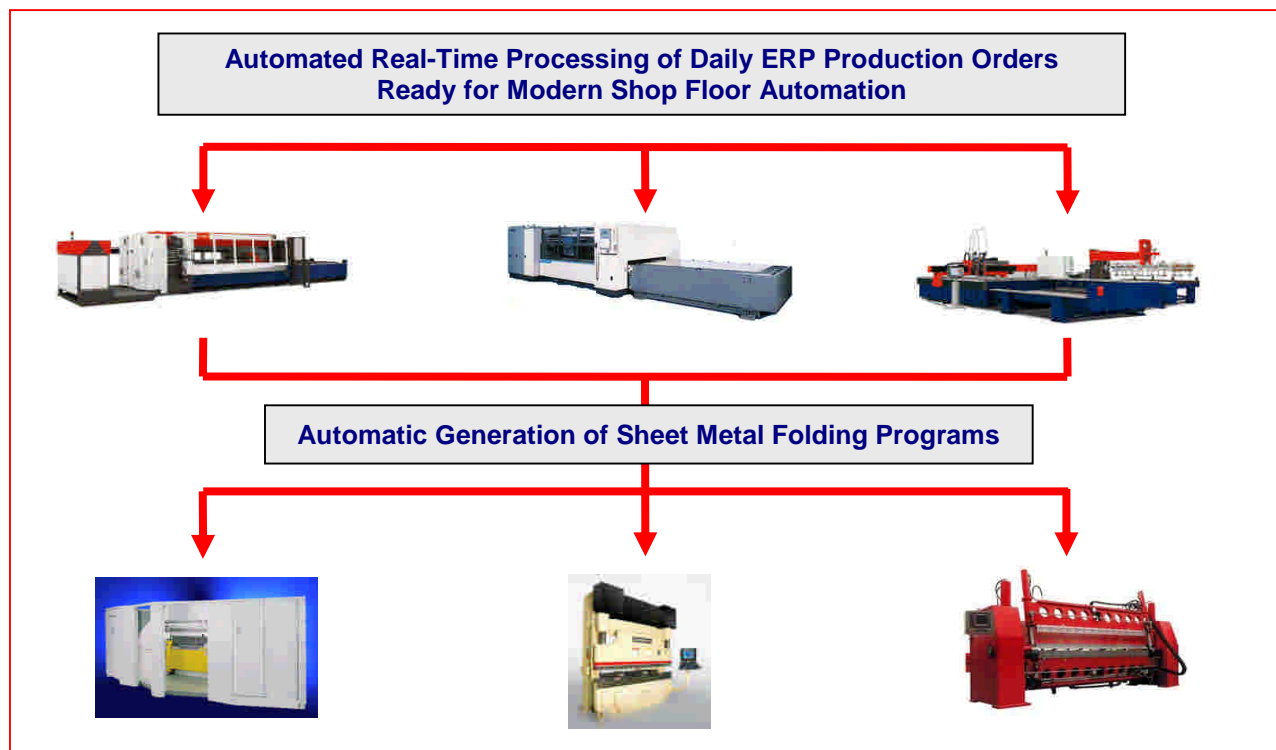 Automated Real-Time Processing of Daily ERP Production Orders
Ready for Modern Shop Floor Automation
Automatic Generation of Sheet Metal Folding Programs